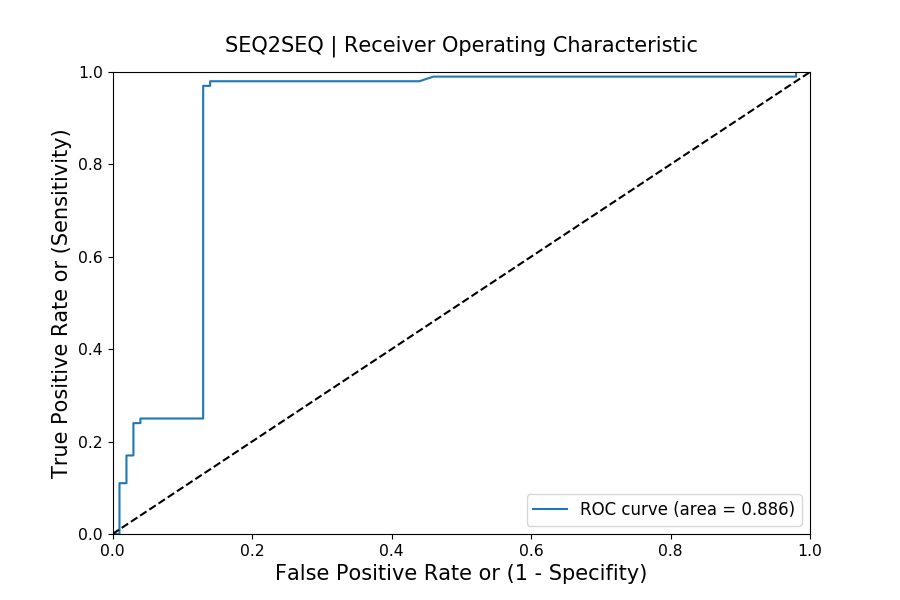 SEQ2SEQ | Receiver Operating Characteristic
True Positive Rate or (Sensitivity)
1.0
0.8
0.6
0.4
0.2
0.0
ROC curve (area = 0.886)
0.0 0.2 0.4 0.6 0.8 1.0
False Positive Rate or (1 - Specifity)